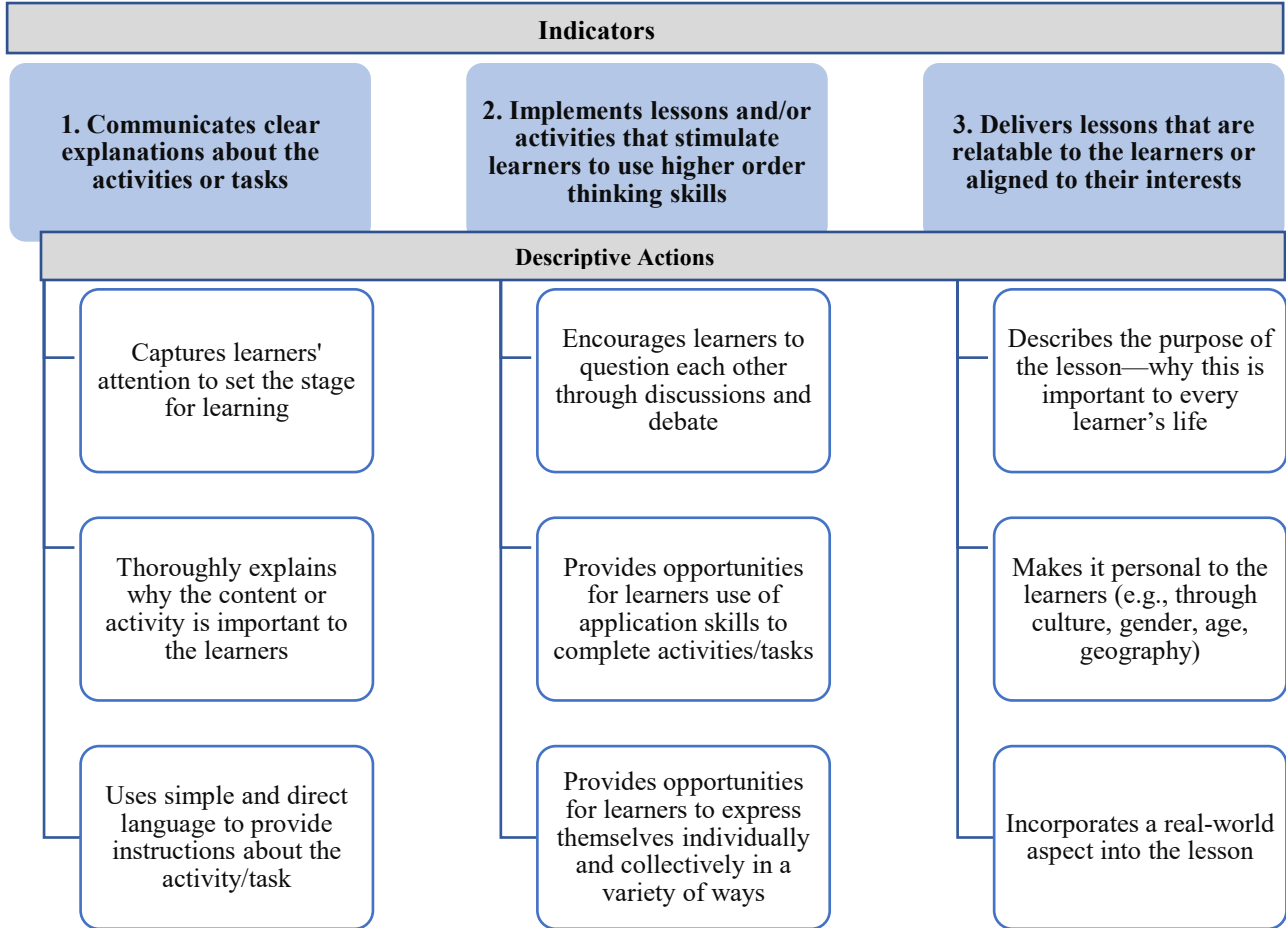 Indicators
1. Communicates clear
explanations about the
activities or tasks
2. Implements lessons and/or
activities that stimulate
learners to use higher order
thinking skills
3. Delivers lessons that are
relatable to the learners or
aligned to their interests
Descriptive Actions
Captures learners'
attention to set the stage
for learning
Thoroughly explains
why the content or
activity is important to
the learners
Uses simple and direct
language to provide
instructions about the
activity/task
Encourages learners to
question each other
through discussions and
debate
Provides opportunities
for learners use of
application skills to
complete activities/tasks
Provides opportunities
for learners to express
themselves individually
and collectively in a
variety of ways
Describes the purpose of
the lesson—why this is
important to every
learner’s life
Makes it personal to the
learners (e.g., through
culture, gender, age,
geography)
Incorporates a real-world
aspect into the lesson